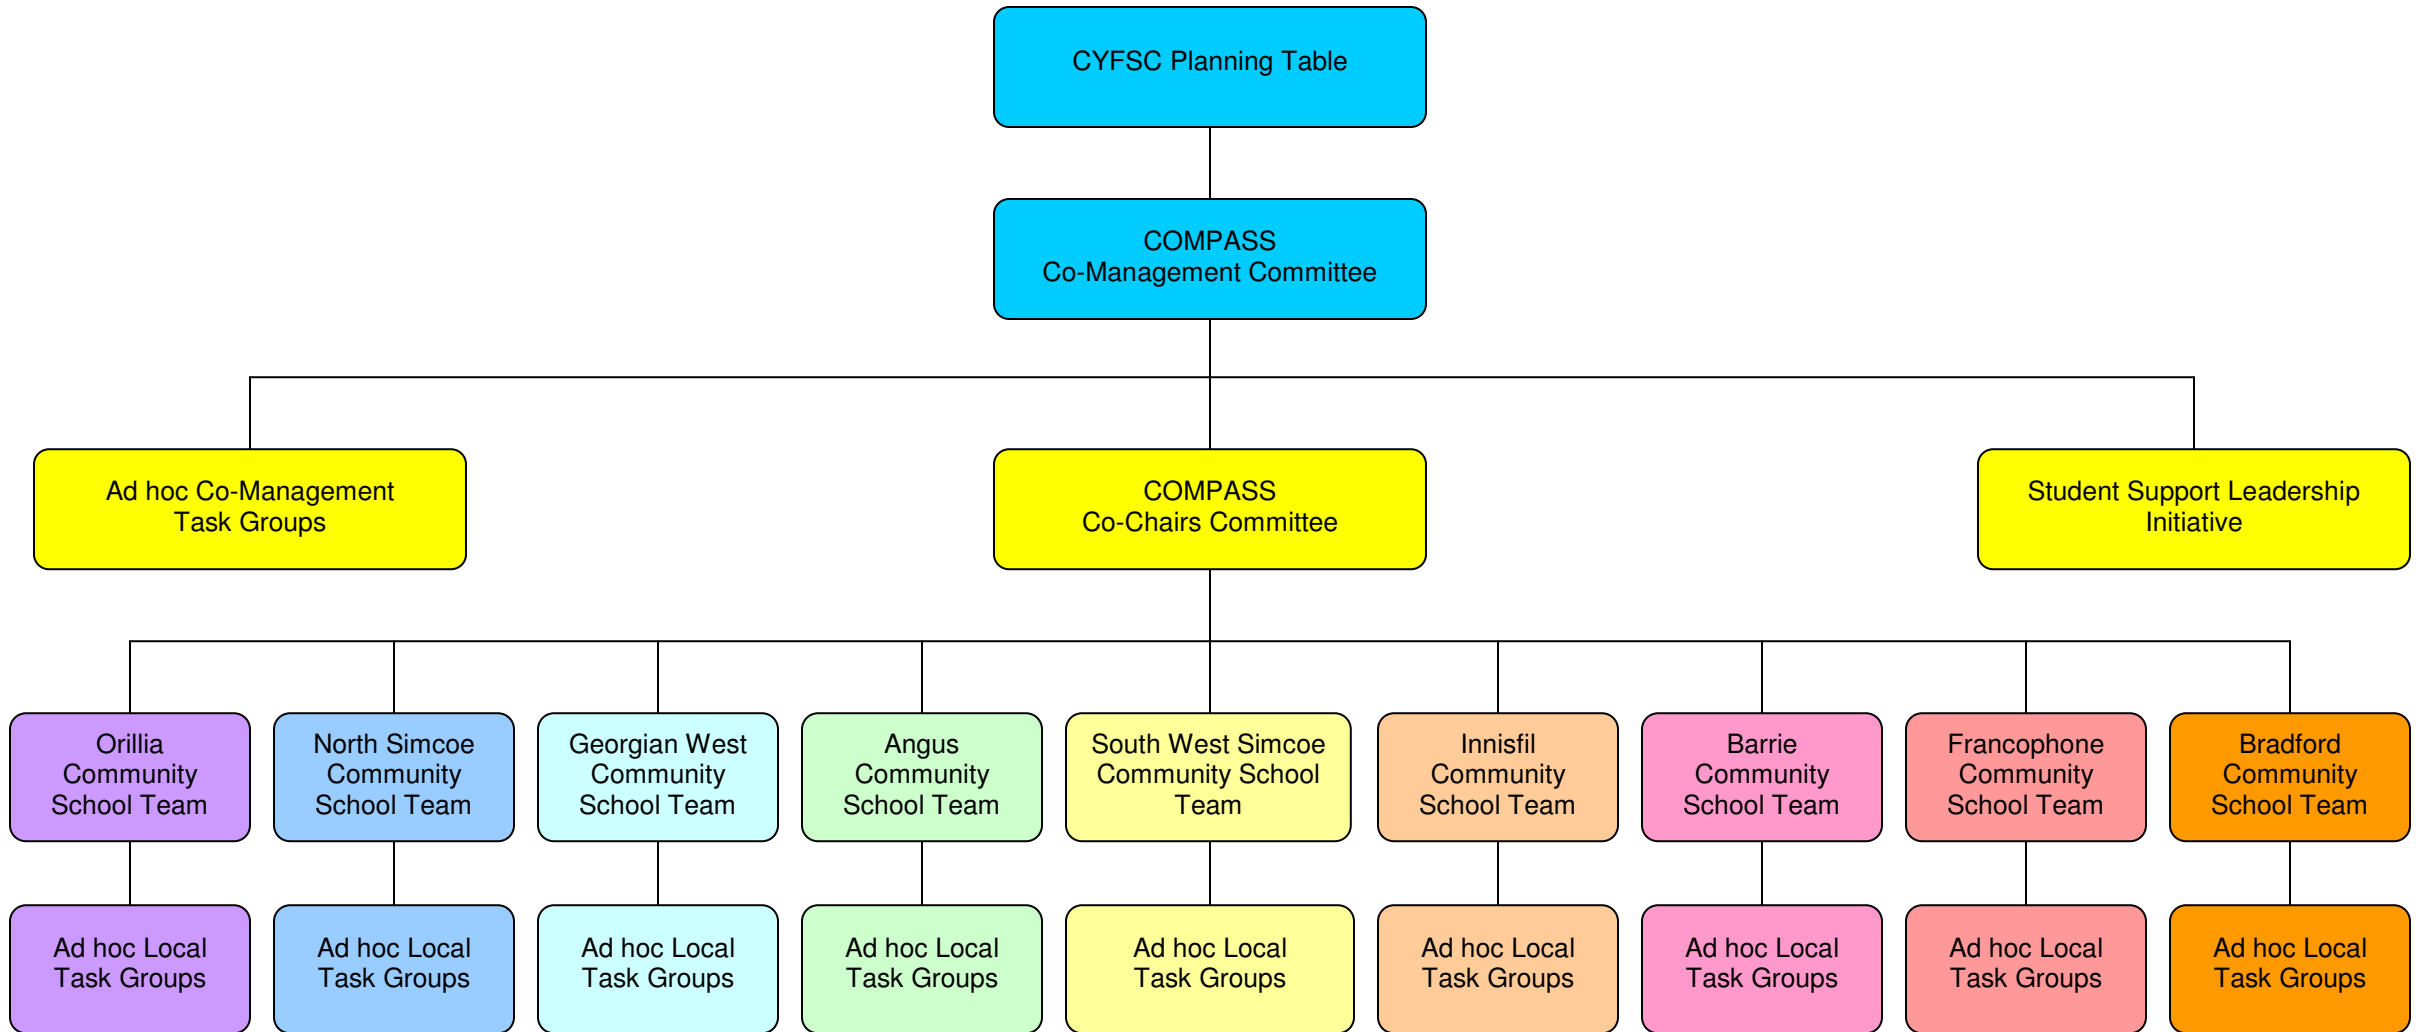 CYFSC Planning Table
COMPASS
Co-Management Committee
Ad hoc Co-Management
Task Groups
COMPASS
Co-Chairs Committee
Student Support Leadership
Initiative
Orillia
Community
School Team
North Simcoe
Community
School Team
Georgian West
Community
School Team
Angus
Community
School Team
South West Simcoe
Community School
Team
Innisfil
Community
School Team
Barrie
Community
School Team
Francophone
Community
School Team
Bradford
Community
School Team
Ad hoc Local
Task Groups
Ad hoc Local
Task Groups
Ad hoc Local
Task Groups
Ad hoc Local
Task Groups
Ad hoc Local
Task Groups
Ad hoc Local
Task Groups
Ad hoc Local
Task Groups
Ad hoc Local
Task Groups
Ad hoc Local
Task Groups